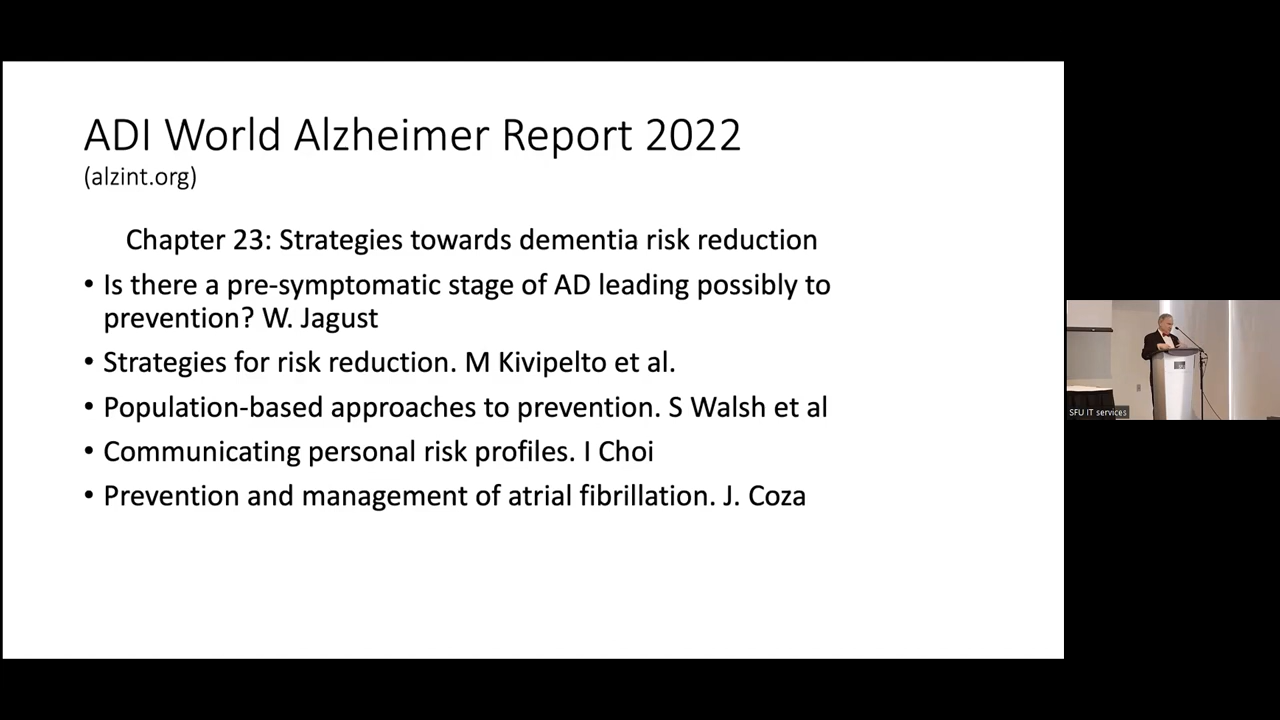 ADI World Alzheimer Report 2022
(alzint.org)
Chapter 23: Strategies towards dementia risk reduction
• Is there a pre-symptomatic stage of AD leading possibly to
prevention? W. Jagust
• Strategies for risk reduction. M Kivipelto et al.
• Population-based approaches to prevention. S Walsh et al
• Communicating personal risk profiles. I Choi
• Prevention and management of atrial fibrillation. J. Coza
SFU IT services